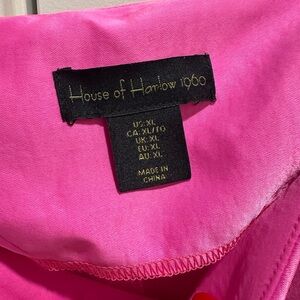 House of Harlow 1960
US: XL
CA: XL/TG
UK: XL
EU: XL
AU: XL
MADE IN
CHINA